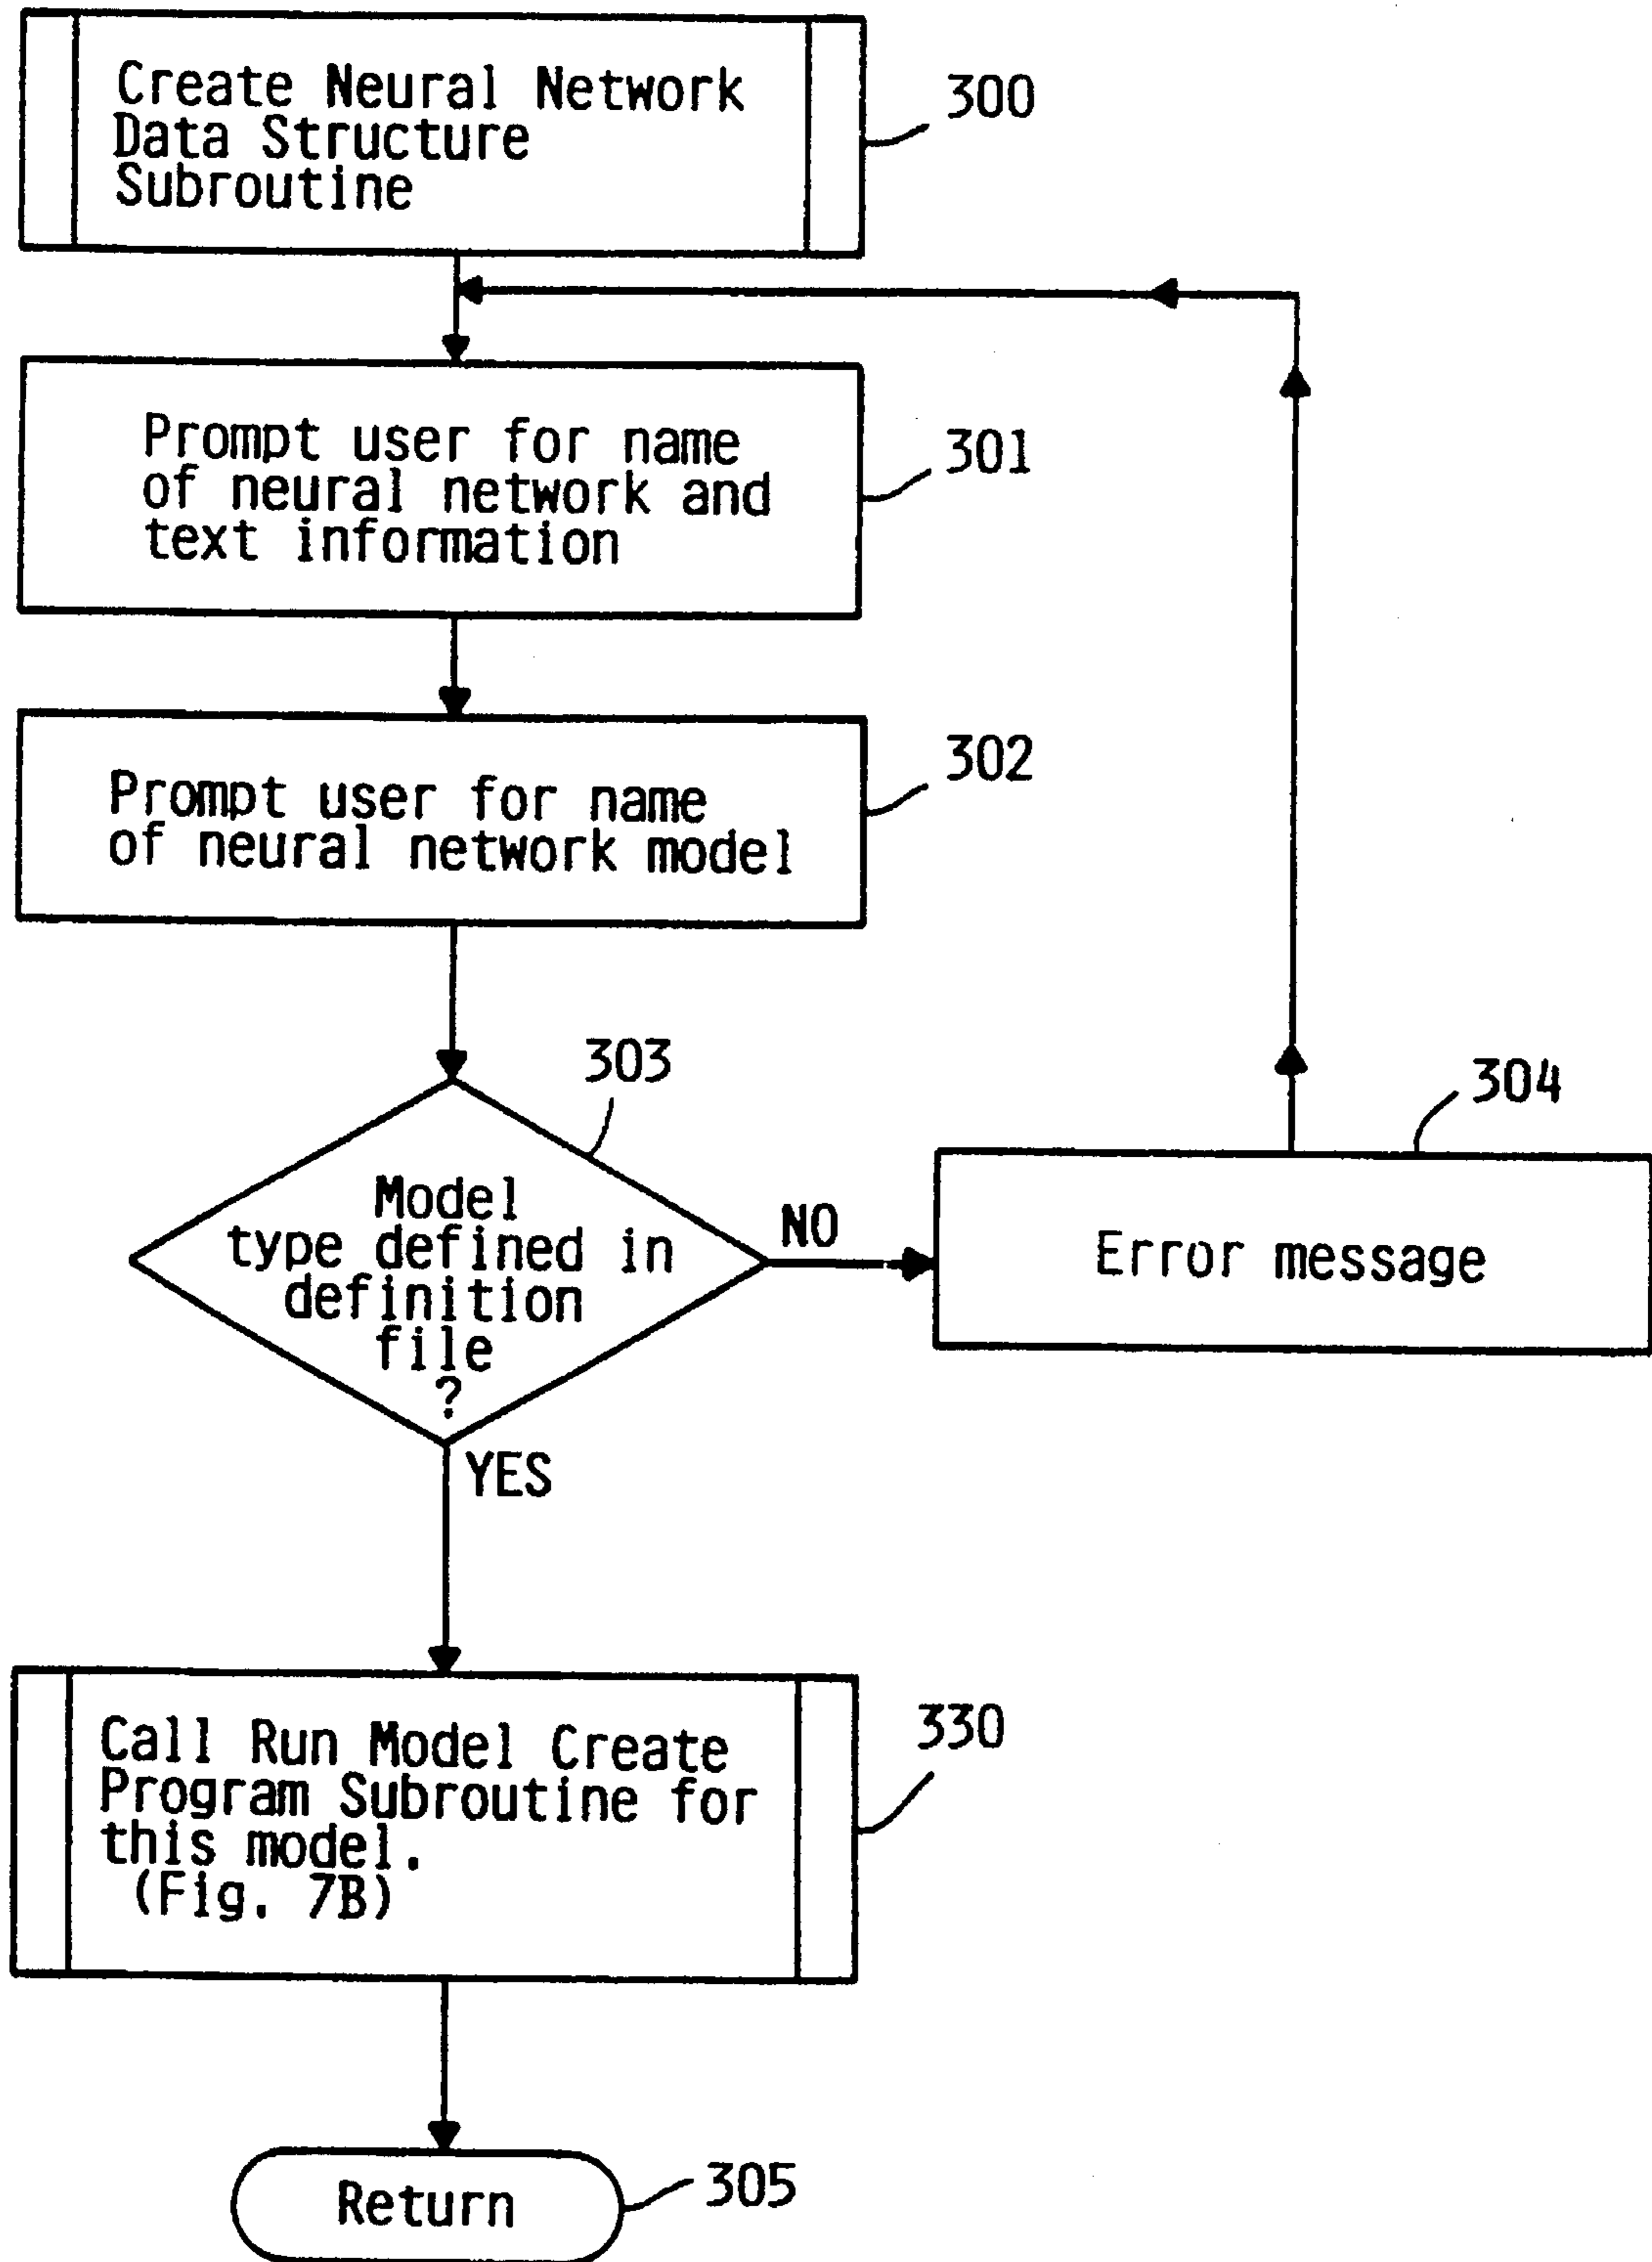 Create Neural Network
Data Structure
Subroutine
300
Prompt user for name
of neural network and
text information
301
Prompt user for name
of neural network model
302
303
Model
type defined in
definition
file
?
NO
304
Error message
YES
Call Run Model Create
Program Subroutine for
this model.
(Fig. 7B)
330
Return
305